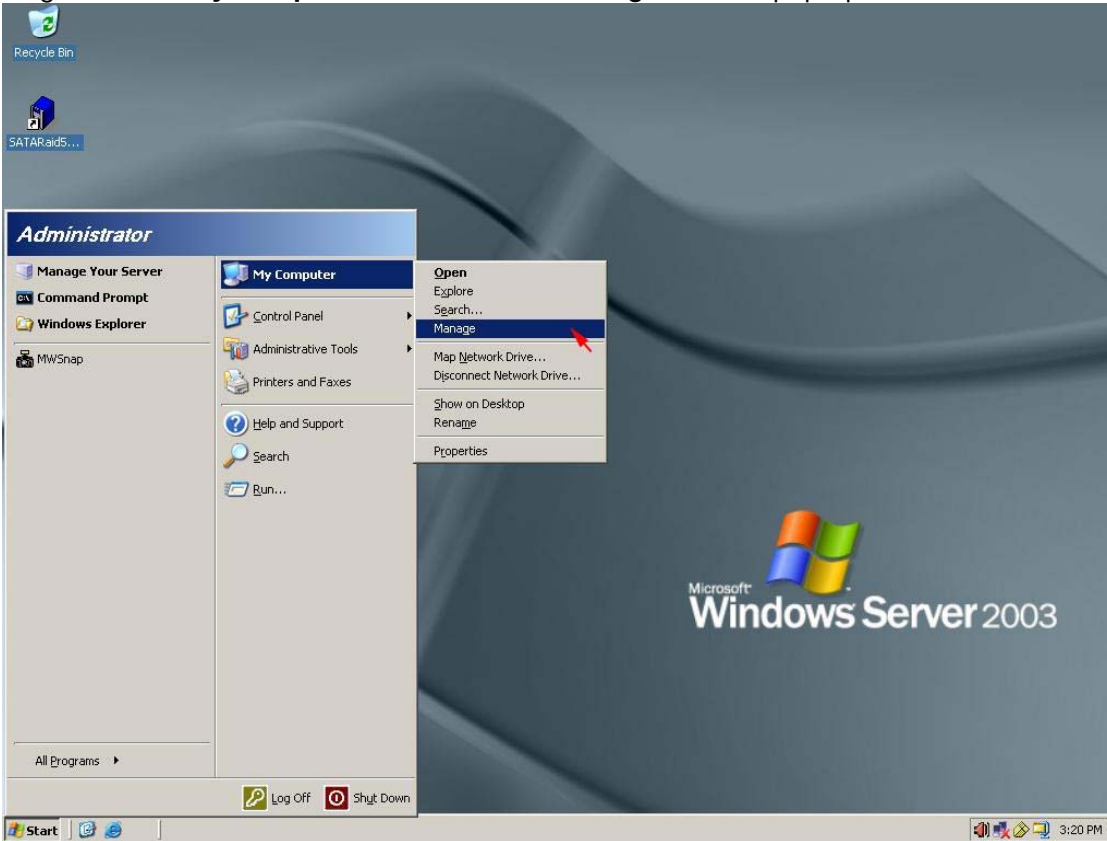 Recycle Bin
SATARaid5...
Administrator
Manage Your Server
Command Prompt
Windows Explorer
MWSnap
All Programs
My Computer
Control Panel
Administrative Tools
Printers and Faxes
Help and Support
Search
Run...
Log Off Shut Down
Open
Explore
Search...
Manage
Map Network Drive...
Disconnect Network Drive...
Show on Desktop
Rename
Properties
Microsoft
Windows Server 2003
Start
3:20 PM